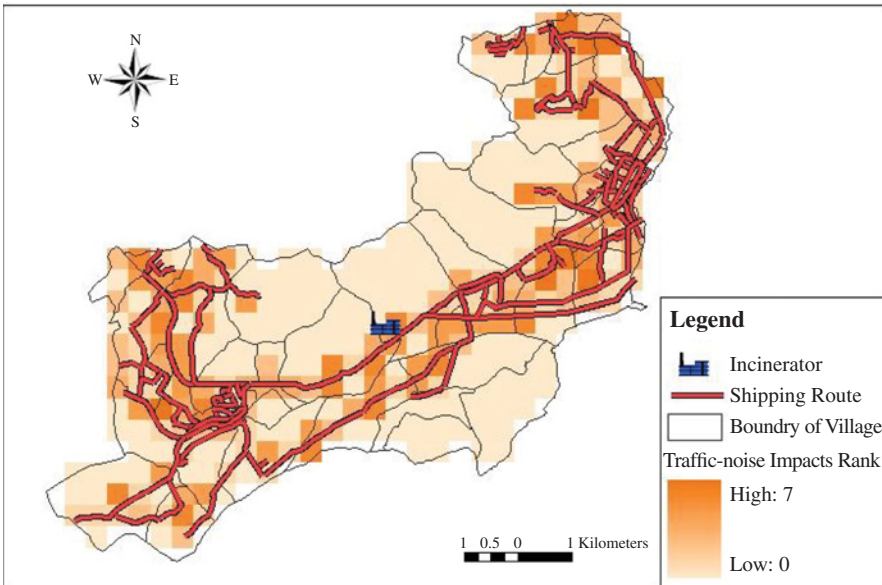 N
W E
S
Legend
Incinerator
Shipping Route
Boundry of Village
Traffic-noise Impacts Rank
High: 7
Low: 0
1 0.5 0 1 Kilometers